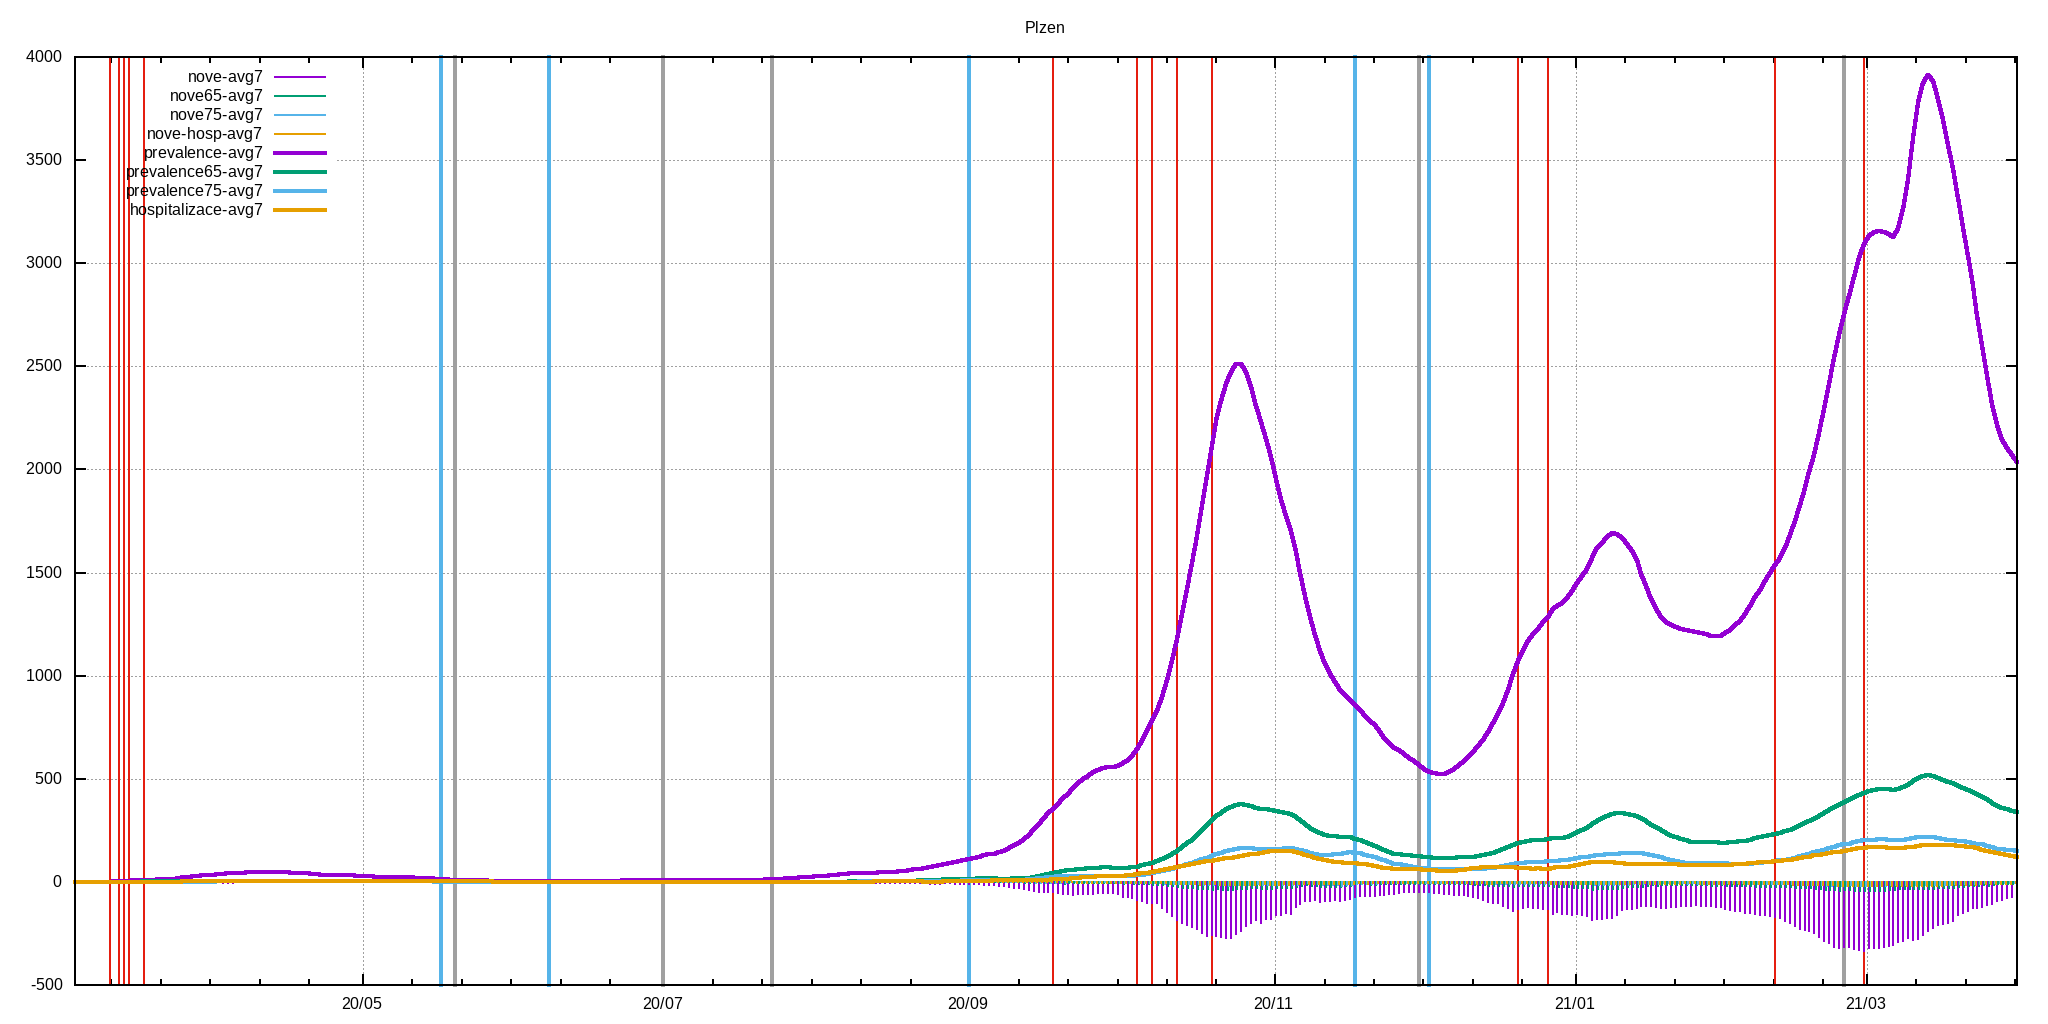 Plzen
4000
3500
3000
2500
2000
1500
1000
500
0
-500
nove-avg7
nove65-avg7
nove75-avg7
nove-hosp-avg7
prevalence-avg7
prevalence65-avg7
prevalence75-avg7
hospitalizace-avg7
20/05
20/07
20/09
20/11
21/01
21/03